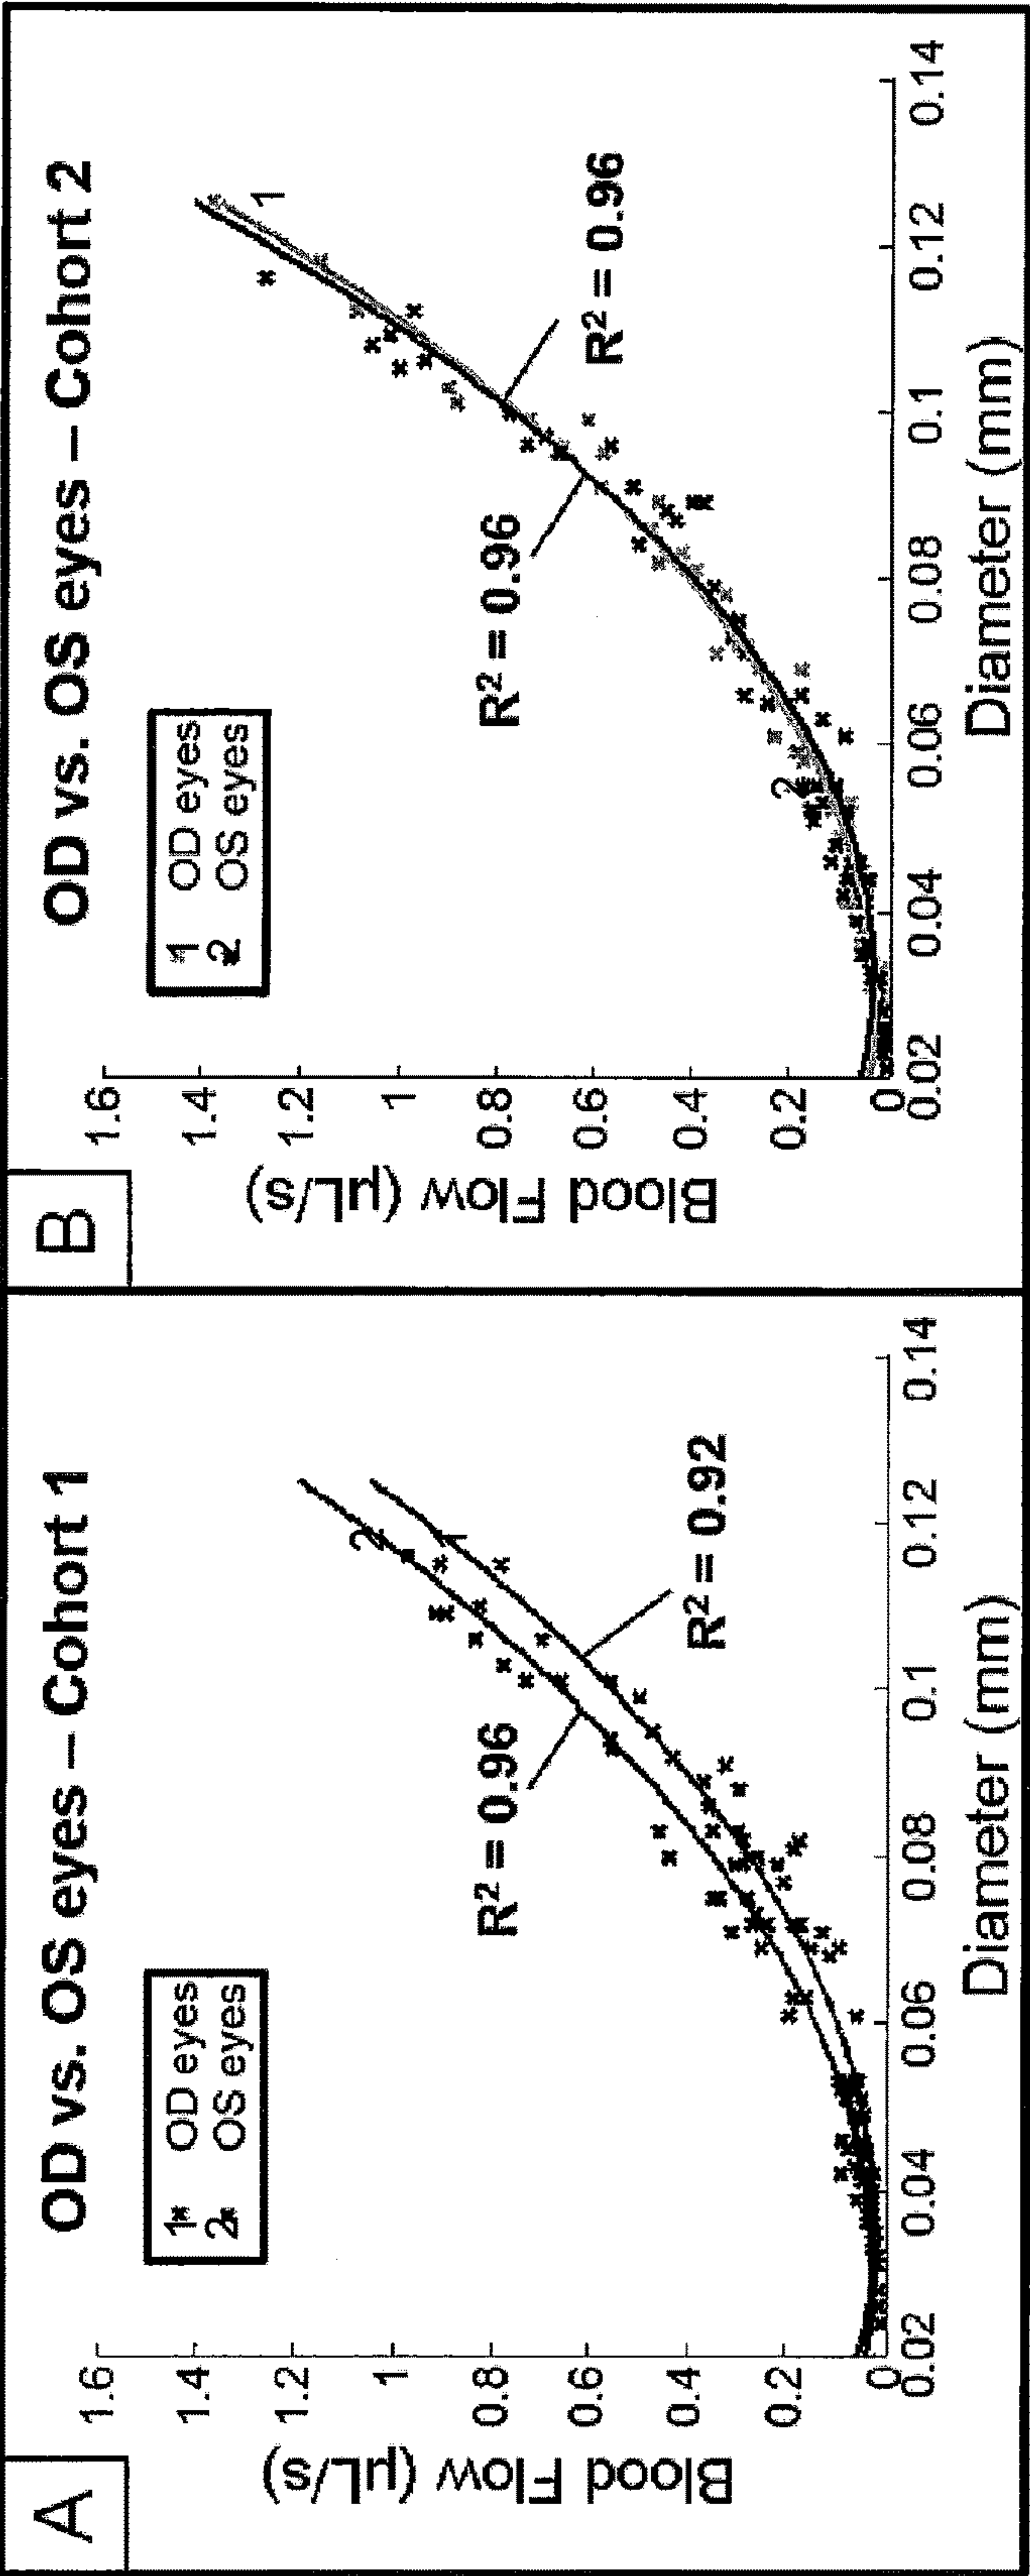 A
OD vs. OS eyes – Cohort 1
1 OD eyes
2 OS eyes
Blood Flow (µL/s)
1.6
1.4
1.2
1
0.8
0.6
0.4
0.2
0
0.02
0.04
0.06
0.08
0.1
0.12
0.14
Diameter (mm)
R² = 0.96
R² = 0.92
2
1
B
OD vs. OS eyes – Cohort 2
1 OD eyes
2 OS eyes
Blood Flow (µL/s)
1.6
1.4
1.2
1
0.8
0.6
0.4
0.2
0
0.02
0.04
0.06
0.08
0.1
0.12
0.14
Diameter (mm)
R² = 0.96
R² = 0.96
1
2